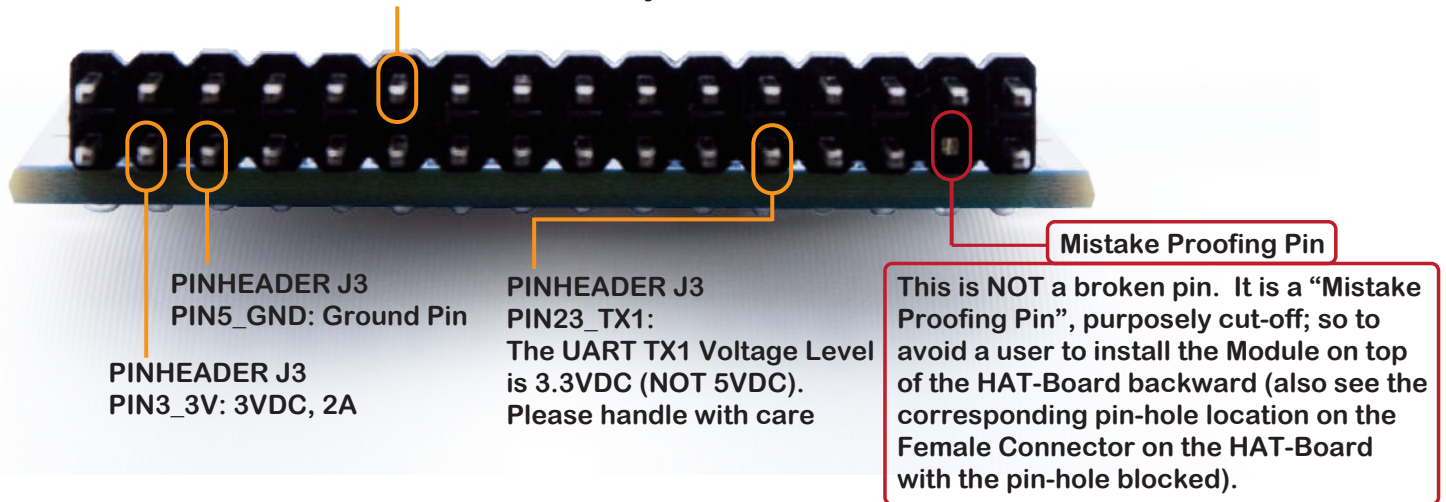 PINHEADER J3
PIN5_GND: Ground Pin
PINHEADER J3
PIN3_3V: 3VDC, 2A
PINHEADER J3
PIN23_TX1:
The UART TX1 Voltage Level
is 3.3VDC (NOT 5VDC).
Please handle with care
Mistake Proofing Pin
This is NOT a broken pin.  It is a “Mistake
Proofing Pin”, purposely cut-off; so to
avoid a user to install the Module on top
of the HAT-Board backward (also see the
corresponding pin-hole location on the
Female Connector on the HAT-Board
with the pin-hole blocked).